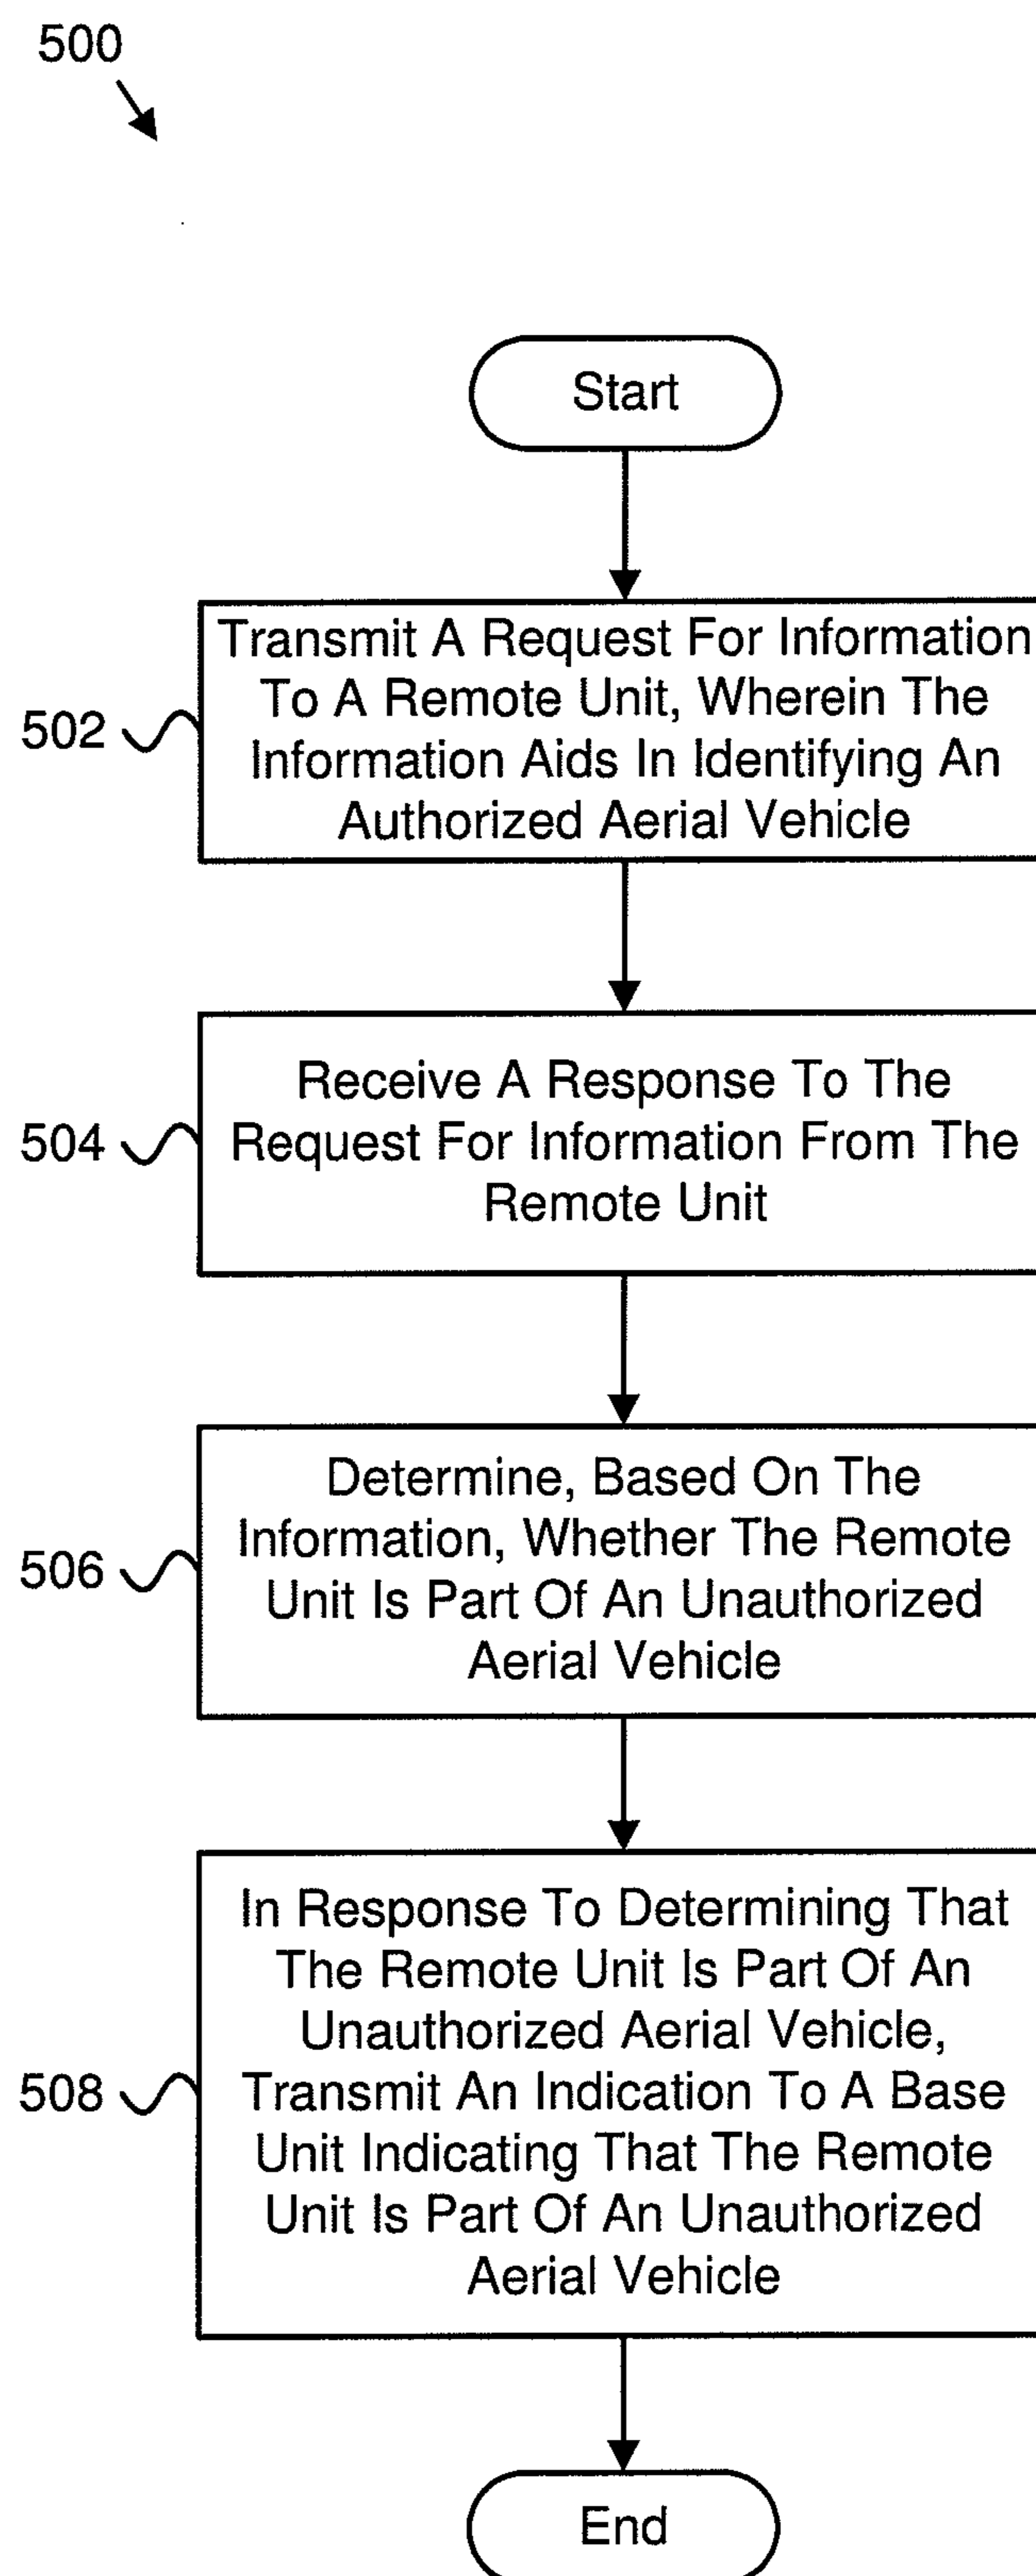 500
Start
502
Transmit A Request For Information
To A Remote Unit, Wherein The
Information Aids In Identifying An
Authorized Aerial Vehicle
504
Receive A Response To The
Request For Information From The
Remote Unit
506
Determine, Based On The
Information, Whether The Remote
Unit Is Part Of An Unauthorized
Aerial Vehicle
508
In Response To Determining That
The Remote Unit Is Part Of An
Unauthorized Aerial Vehicle,
Transmit An Indication To A Base
Unit Indicating That The Remote
Unit Is Part Of An Unauthorized
Aerial Vehicle
End